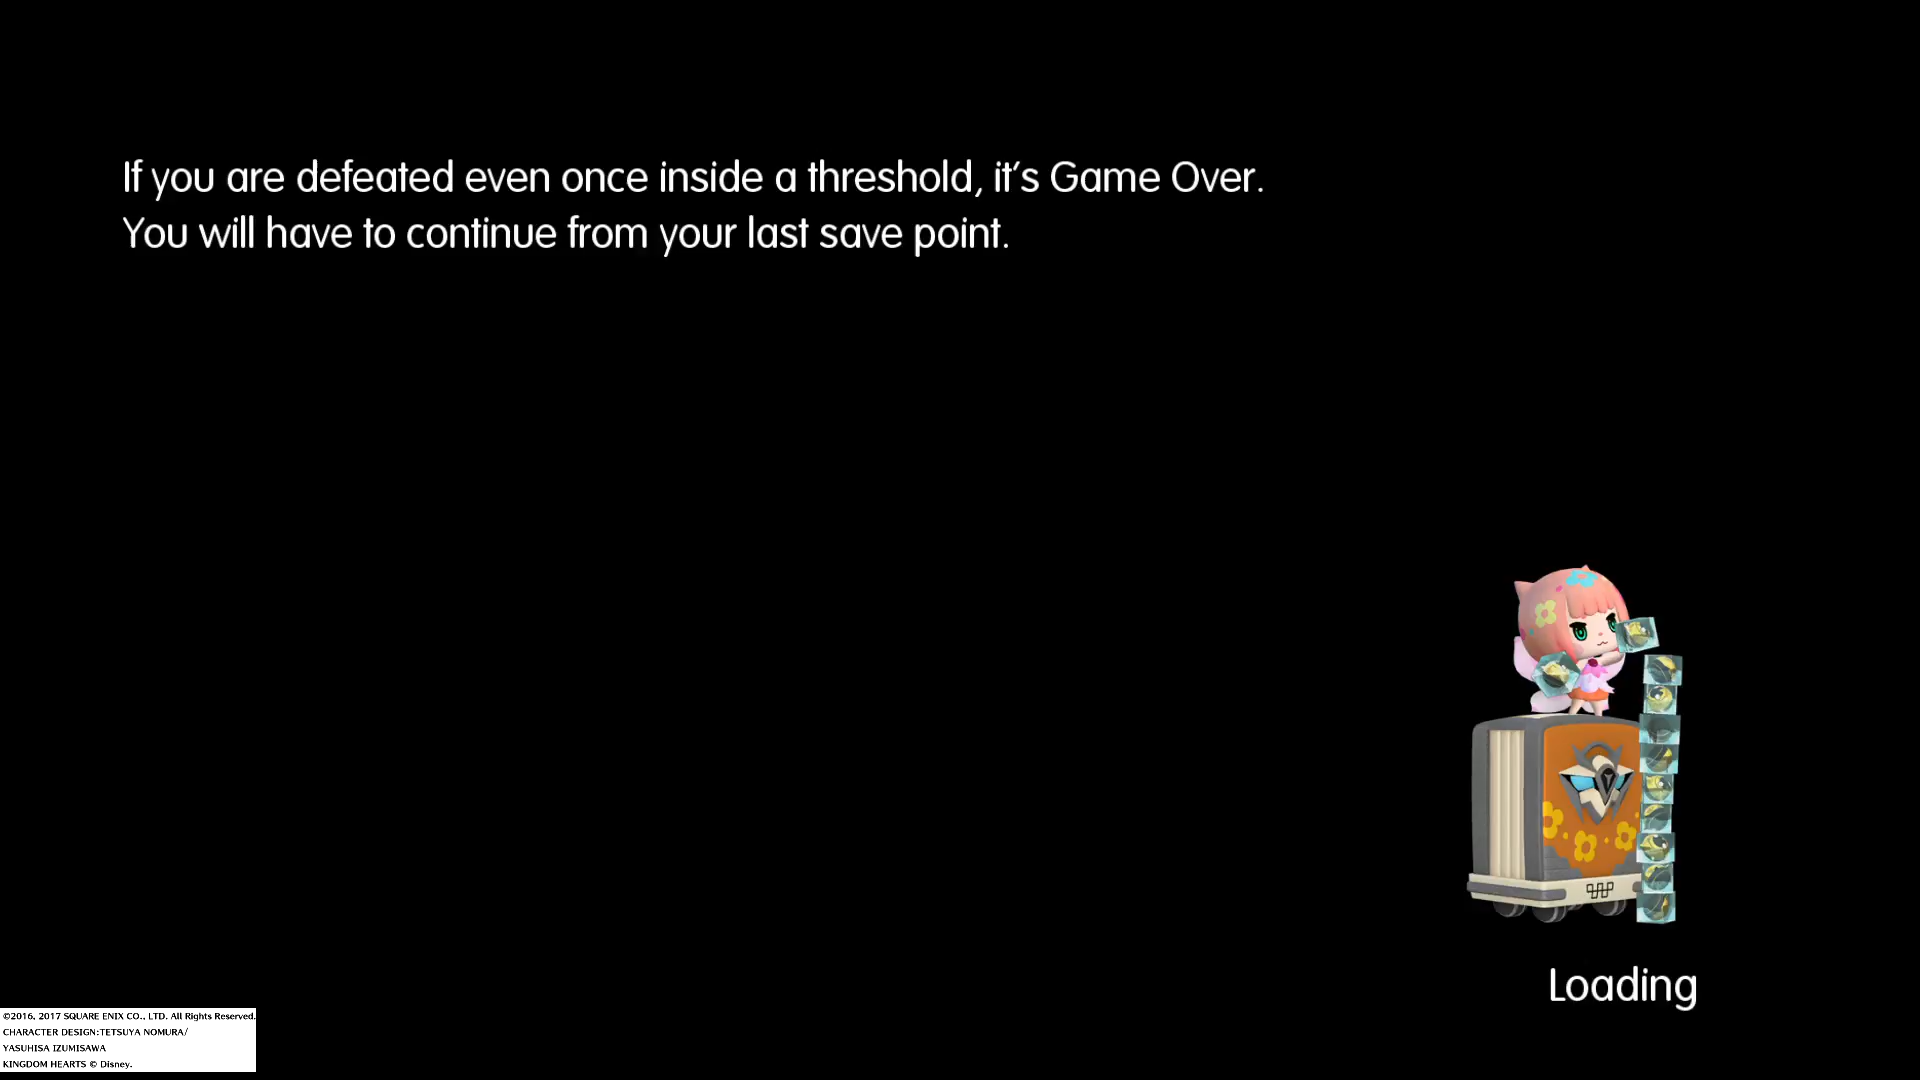 If you are defeated even once inside a threshold, it's Game Over.
You will have to continue from your last save point.
Loading
©2016, 2017 SQUARE ENIX CO., LTD. All Rights Reserved.
CHARACTER DESIGN:TETSUYA NOMURA/
YASUHISA IZUMISAWA
KINGDOM HEARTS © Disney.